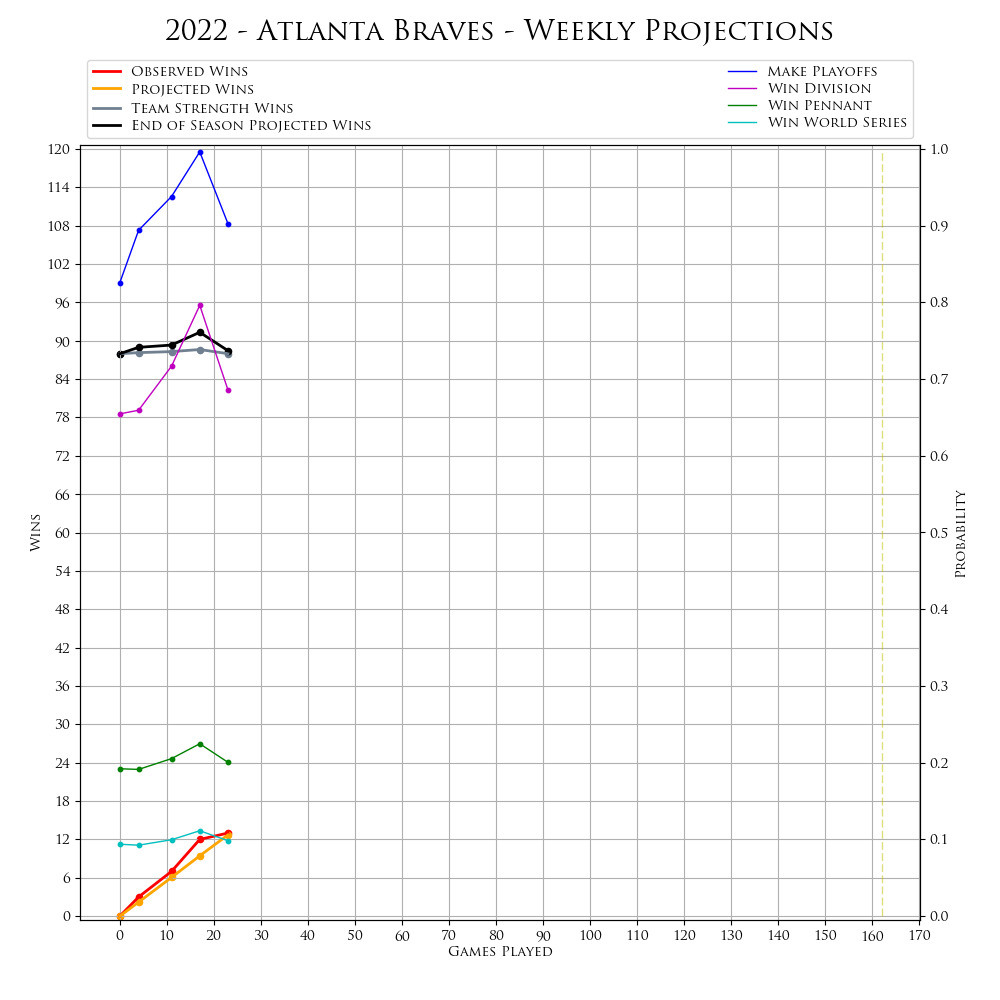 2022 - Atlanta Braves - Weekly Projections
Observed Wins
Projected Wins
Team Strength Wins
End of Season Projected Wins
Make Playoffs
Win Division
Win Pennant
Win World Series
120
114
108
102
96
90
84
78
72
66
60
54
48
42
36
30
24
18
12
6
0
Wins
1.0
0.9
0.8
0.7
0.6
0.5
0.4
0.3
0.2
0.1
0.0
Probability
0 10 20 30 40 50 60 70 80 90 100 110 120 130 140 150 160 170
Games Played